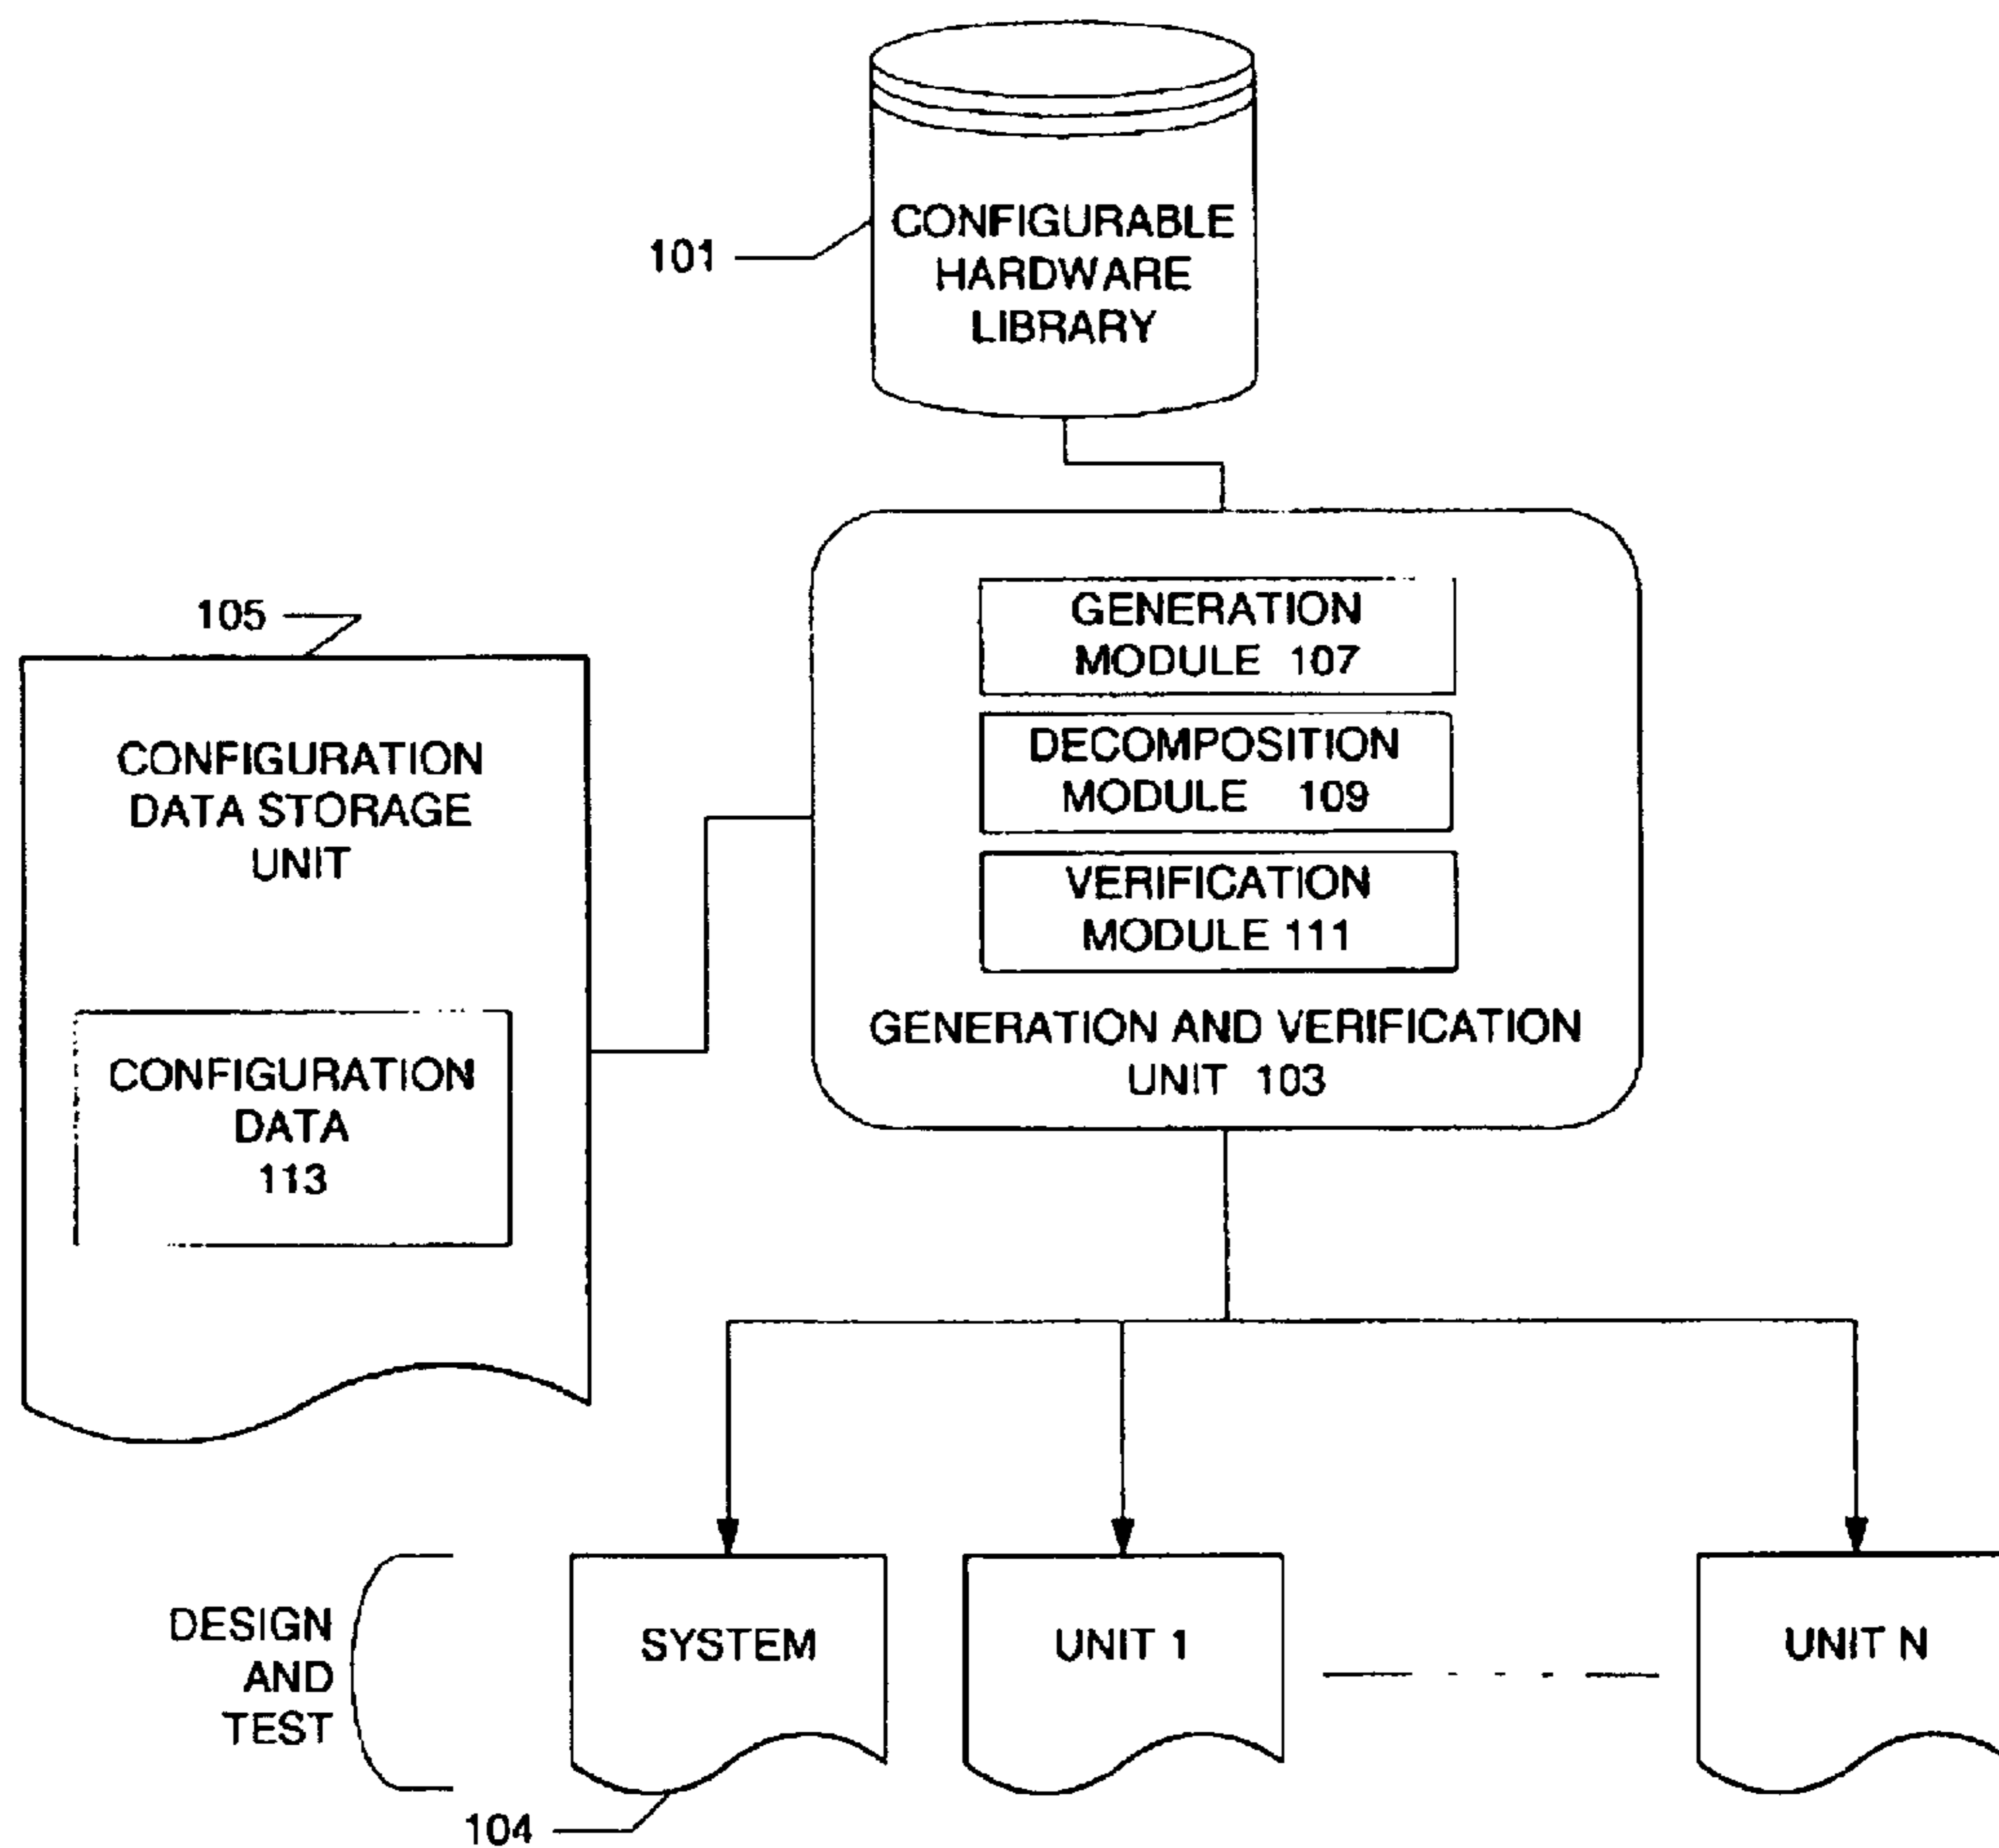 CONFIGURABLE
HARDWARE
LIBRARY
101
GENERATION
MODULE 107
DECOMPOSITION
MODULE 109
VERIFICATION
MODULE 111
GENERATION AND VERIFICATION
UNIT 103
105
CONFIGURATION
DATA STORAGE
UNIT
CONFIGURATION
DATA
113
DESIGN
AND
TEST
SYSTEM
UNIT 1
UNIT N
104